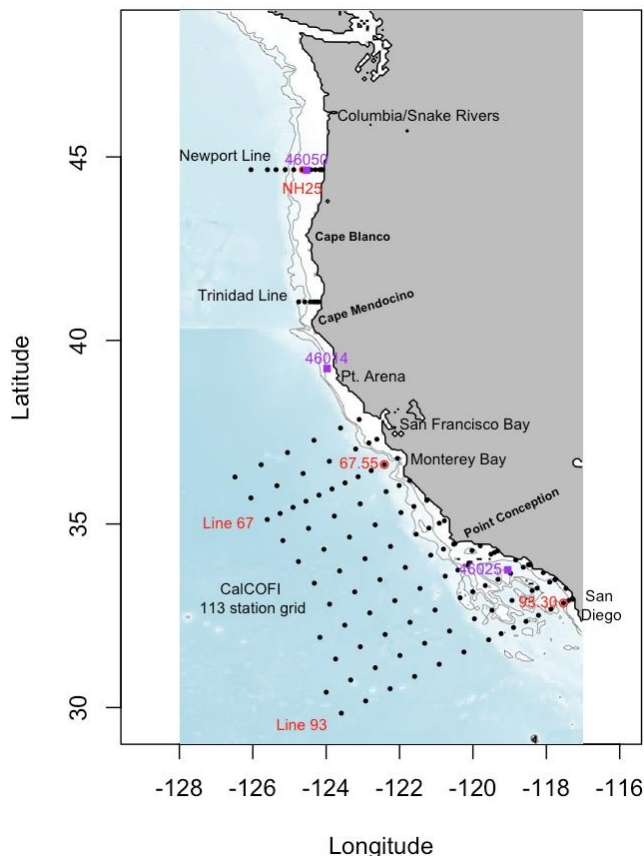 Columbia/Snake Rivers
Newport Line
46050
NH25
Cape Blanco
Trinidad Line
Cape Mendocino
46014
Pt. Arena
San Francisco Bay
67.55
Monterey Bay
Line 67
Point Conception
46025
CalCOFI
113 station grid
93.30
San
Diego
Line 93
Latitude
45
40
35
30
-128
-126
-124
-122
-120
-118
-116
Longitude